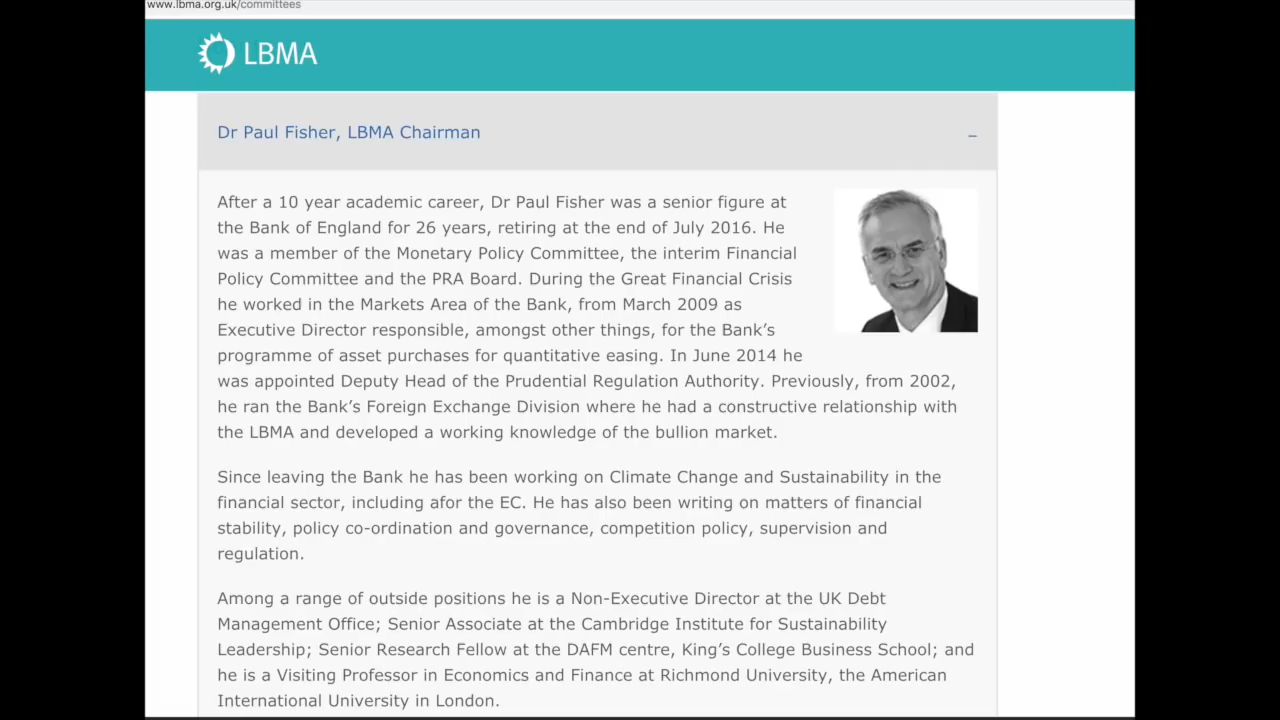 www.lbma.org.uk/committees
LBMA
Dr Paul Fisher, LBMA Chairman
After a 10 year academic career, Dr Paul Fisher was a senior figure at
the Bank of England for 26 years, retiring at the end of July 2016. He
was a member of the Monetary Policy Committee, the interim Financial
Policy Committee and the PRA Board. During the Great Financial Crisis
he worked in the Markets Area of the Bank, from March 2009 as
Executive Director responsible, amongst other things, for the Bank’s
programme of asset purchases for quantitative easing. In June 2014 he
was appointed Deputy Head of the Prudential Regulation Authority. Previously, from 2002,
he ran the Bank’s Foreign Exchange Division where he had a constructive relationship with
the LBMA and developed a working knowledge of the bullion market.
Since leaving the Bank he has been working on Climate Change and Sustainability in the
financial sector, including afor the EC. He has also been writing on matters of financial
stability, policy co-ordination and governance, competition policy, supervision and
regulation.
Among a range of outside positions he is a Non-Executive Director at the UK Debt
Management Office; Senior Associate at the Cambridge Institute for Sustainability
Leadership; Senior Research Fellow at the DAFM centre, King’s College Business School; and
he is a Visiting Professor in Economics and Finance at Richmond University, the American
International University in London.